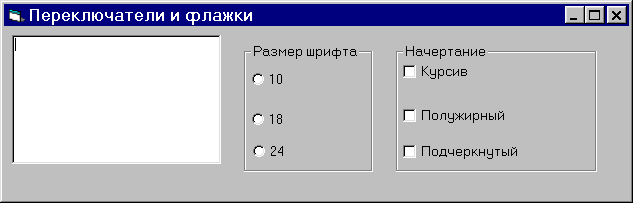 Переключатели и флажки
Размер шрифта
10
18
24
Начертание
Курсив
Полужирный
Подчеркнутый